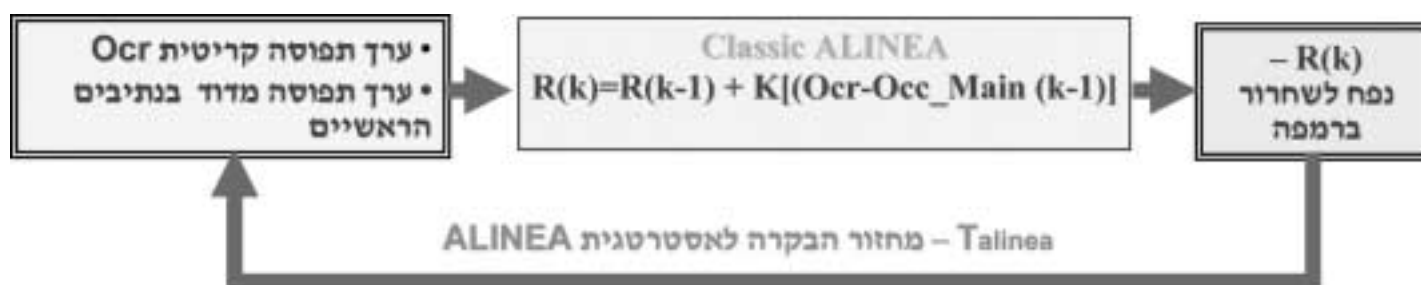 • ערך תפוסה קריטית Ocr
• ערך תפוסה מדוד בנתיבים
הראשיים
Classic ALINEA
R(k)=R(k-1) + K[(Ocr-Occ_Main (k-1)]
– R(k)
נפח לשחרור
ברמפה
Talinea – מחזור הבקרה לאסטרטגית ALINEA